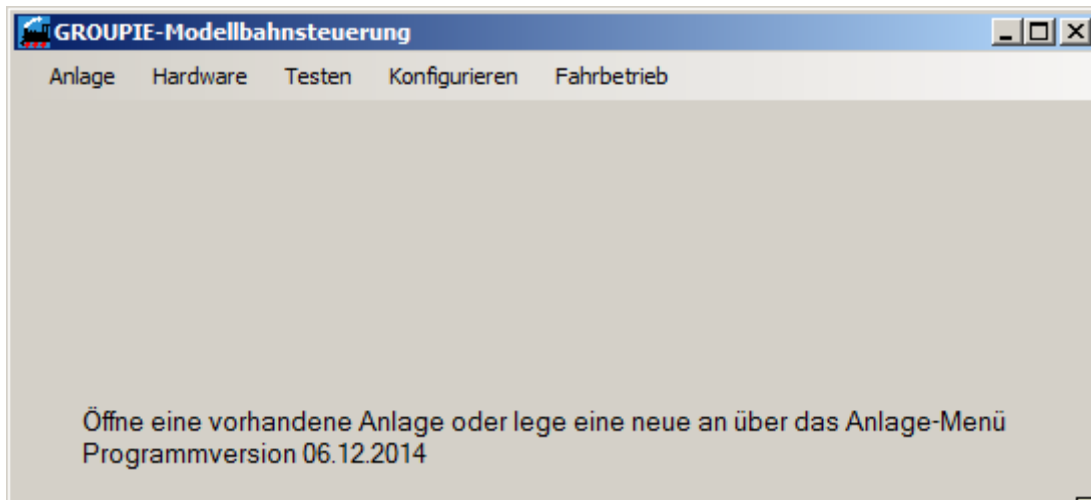 GROUPIE-Modellbahnsteuerung
Anlage Hardware Testen Konfigurieren Fahrbetrieb
Öffne eine vorhandene Anlage oder lege eine neue an über das Anlage-Menü
Programmversion 06.12.2014